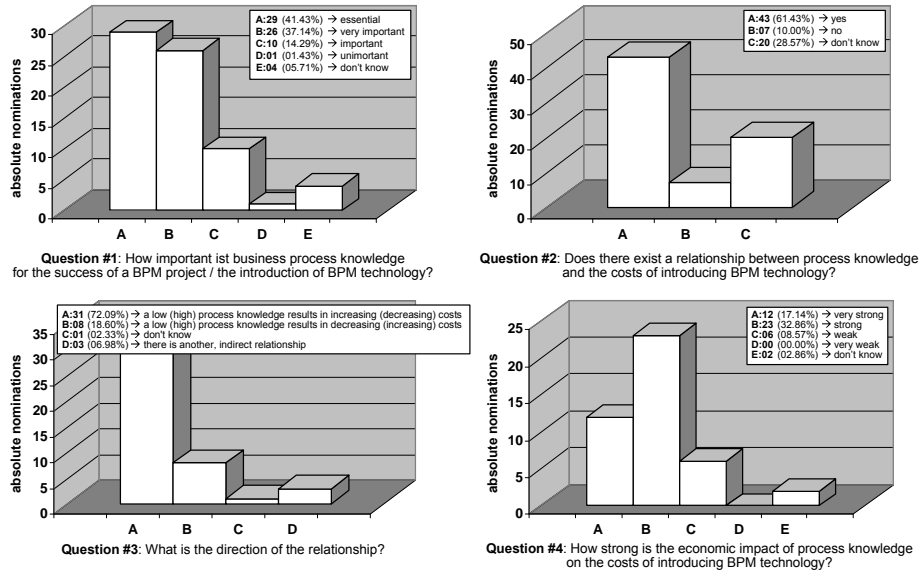 absolute nominations
30
25
20
15
10
5
0
A:29 (41.43%) → essential
B:26 (37.14%) → very important
C:10 (14.29%) → important
D:01 (01.43%) → unimortant
E:04 (05.71%) → don't know
A B C D E
Question #1: How important ist business process knowledge
for the success of a BPM project / the introduction of BPM technology?
absolute nominations
50
40
30
20
10
0
A:43 (61.43%) → yes
B:07 (10.00%) → no
C:20 (28.57%) → don't know
A B C
Question #2: Does there exist a relationship between process knowledge
and the costs of introducing BPM technology?
absolute nominations
35
30
25
20
15
10
5
0
A:31 (72.09%) → a low (high) process knowledge results in increasing (decreasing) costs
B:08 (18.60%) → a low (high) process knowledge results in decreasing (increasing) costs
C:01 (02.33%) → don't know
D:03 (06.98%) → there is another, indirect relationship
A B C D
Question #3: What is the direction of the relationship?
absolute nominations
25
20
15
10
5
0
A:12 (17.14%) → very strong
B:23 (32.86%) → strong
C:06 (08.57%) → weak
D:00 (00.00%) → very weak
E:02 (02.86%) → don't know
A B C D E
Question #4: How strong is the economic impact of process knowledge
on the costs of introducing BPM technology?